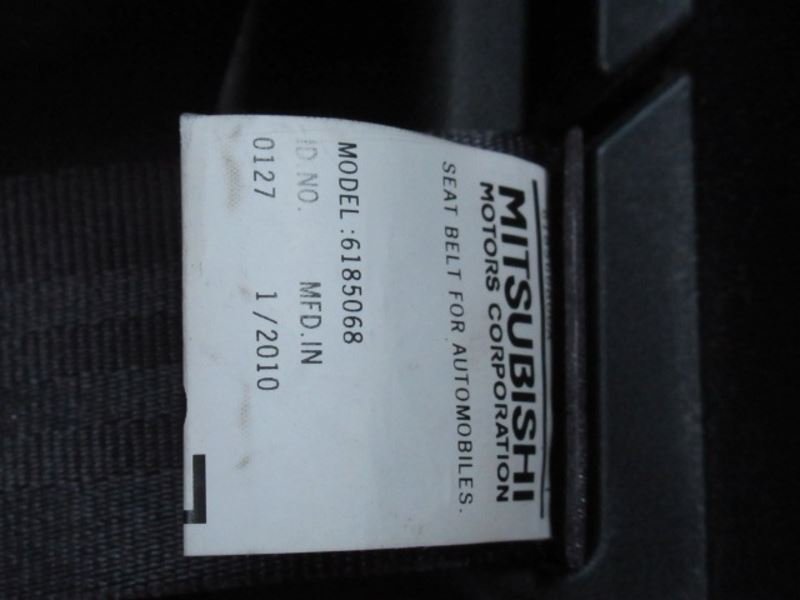 MITSUBISHI
MOTORS CORPORATION
SEAT BELT FOR AUTOMOBILES.
MODEL:6185068
ID.NO. MFD.IN
0127 1/2010